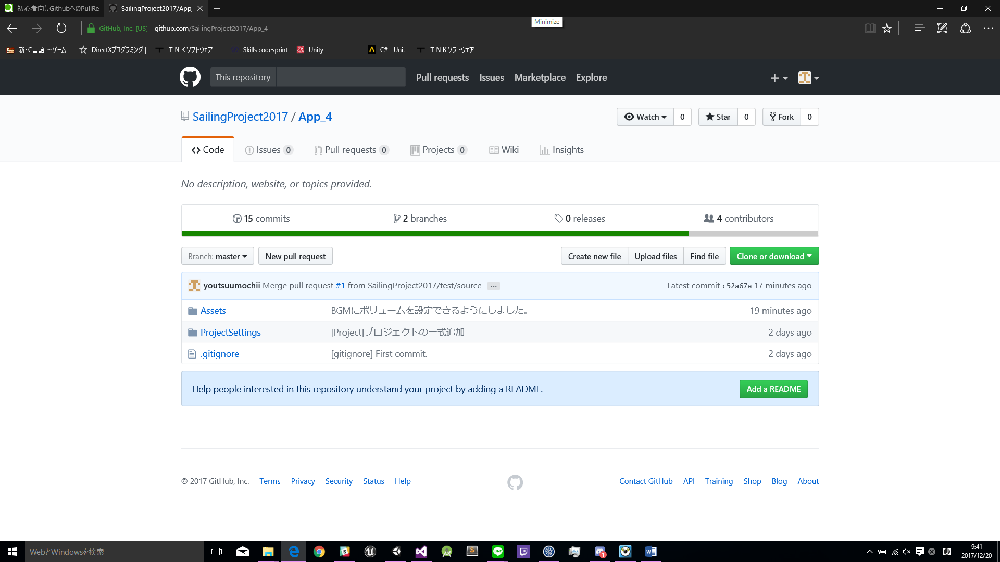 初心者向けGithubへのPullRe
SailingProject2017/App_
Minimize
GitHub, Inc. [US] github.com/SailingProject2017/App_4
新・C言語 ～ゲーム DirectXプログラミング | ＴＮＫソフトウェア - Skills codesprint Unity C# - Unit ＴＮＫソフトウェア -
This repository Pull requests Issues Marketplace Explore
SailingProject2017 / App_4 Watch 0 Star 0 Fork 0
Code Issues 0 Pull requests 0 Projects 0 Wiki Insights
No description, website, or topics provided.
15 commits 2 branches 0 releases 4 contributors
Branch: master New pull request Create new file Upload files Find file Clone or download
youtsuumochii Merge pull request #1 from SailingProject2017/test/source ... Latest commit c52a67a 17 minutes ago
Assets BGMにボリュームを設定できるようにしました。 19 minutes ago
ProjectSettings [Project]プロジェクトの一式追加 2 days ago
.gitignore [gitignore] First commit. 2 days ago
Help people interested in this repository understand your project by adding a README. Add a README
© 2017 GitHub, Inc. Terms Privacy Security Status Help Contact GitHub API Training Shop Blog About
WebとWindowsを検索
1
9:41
2017/12/20